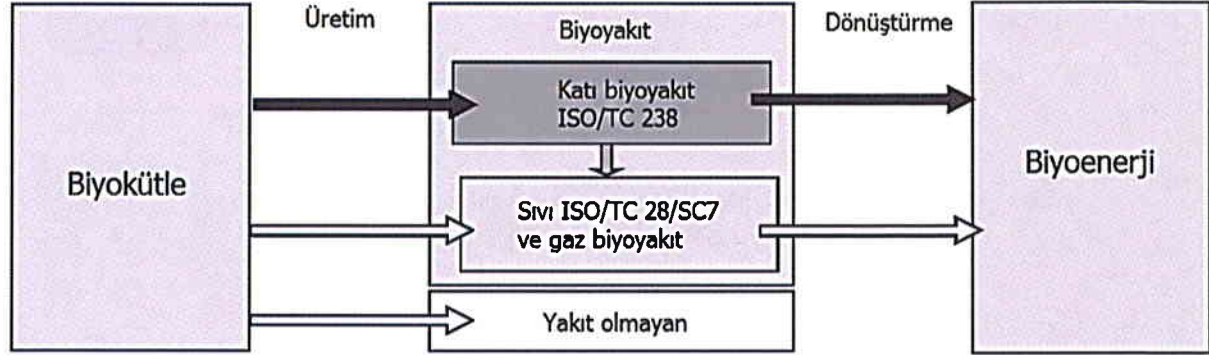 Üretim
Biyoyakıt
Dönüştürme
Katı biyoyakıt
ISO/TC 238
Biyokütle
Biyoenerji
Sıvı ISO/TC 28/SC7
ve gaz biyoyakıt
Yakıt olmayan